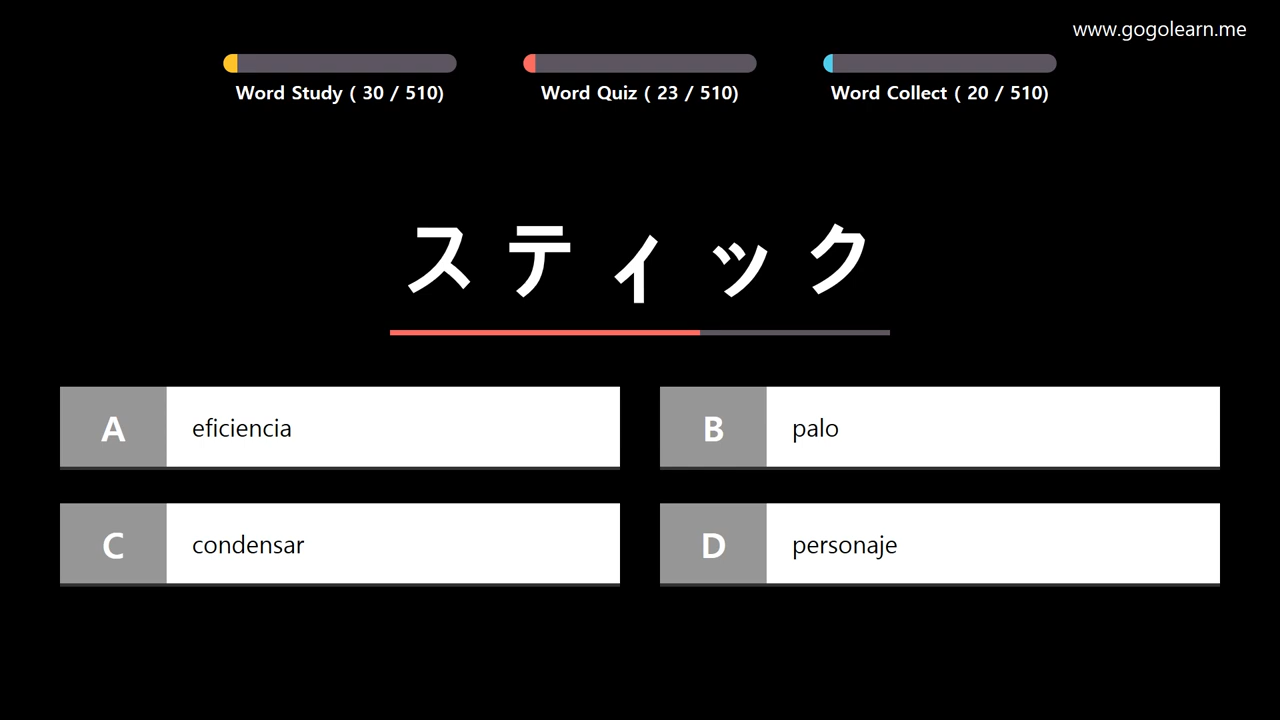 www.gogolearn.me
Word Study ( 30 / 510)
Word Quiz ( 23 / 510)
Word Collect ( 20 / 510)
スティック
A eficiencia
B palo
C condensar
D personaje